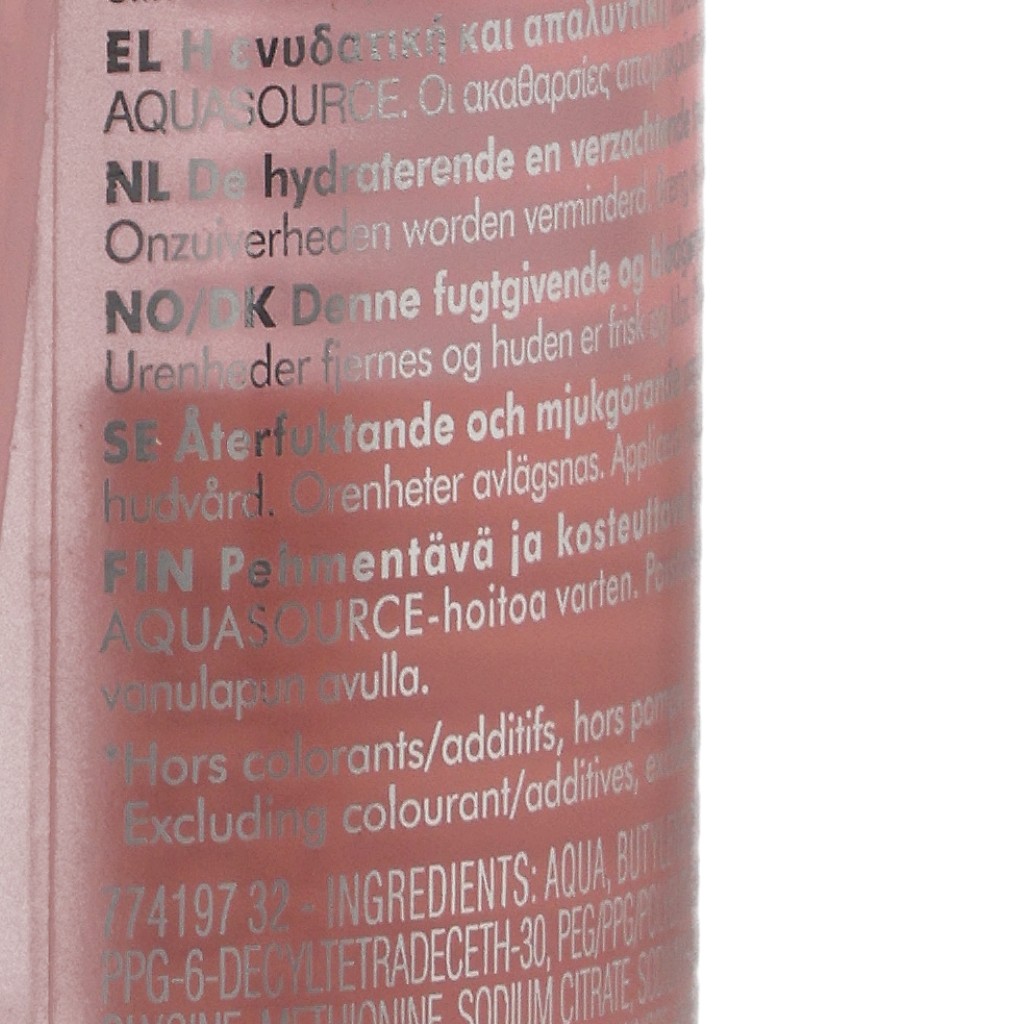 EL Η ενυδατική και απαλυντική
AQUASOURCE. Οι ακαθαρσίες
NL De hydraterende en verzachtende
Onzuiverheden worden verminderd. Breng
NO/DK Denne fugtgivende og
Urenheder fjernes og huden er frisk og
SE Återfuktande och mjukgörande
hudvård. Orenheter avlägsnas.
FIN Pehmentävä ja kosteuttava
AQUASOURCE-hoitoa varten.
vanulapun avulla.
*Hors colorants/additifs, hors
Excluding colourant/additives,
774197 32 - INGREDIENTS: AQUA,
PPG-6-DECYLTETRADECETH-30,
GLYCINE, METHIONINE, SODIUM CITRATE,